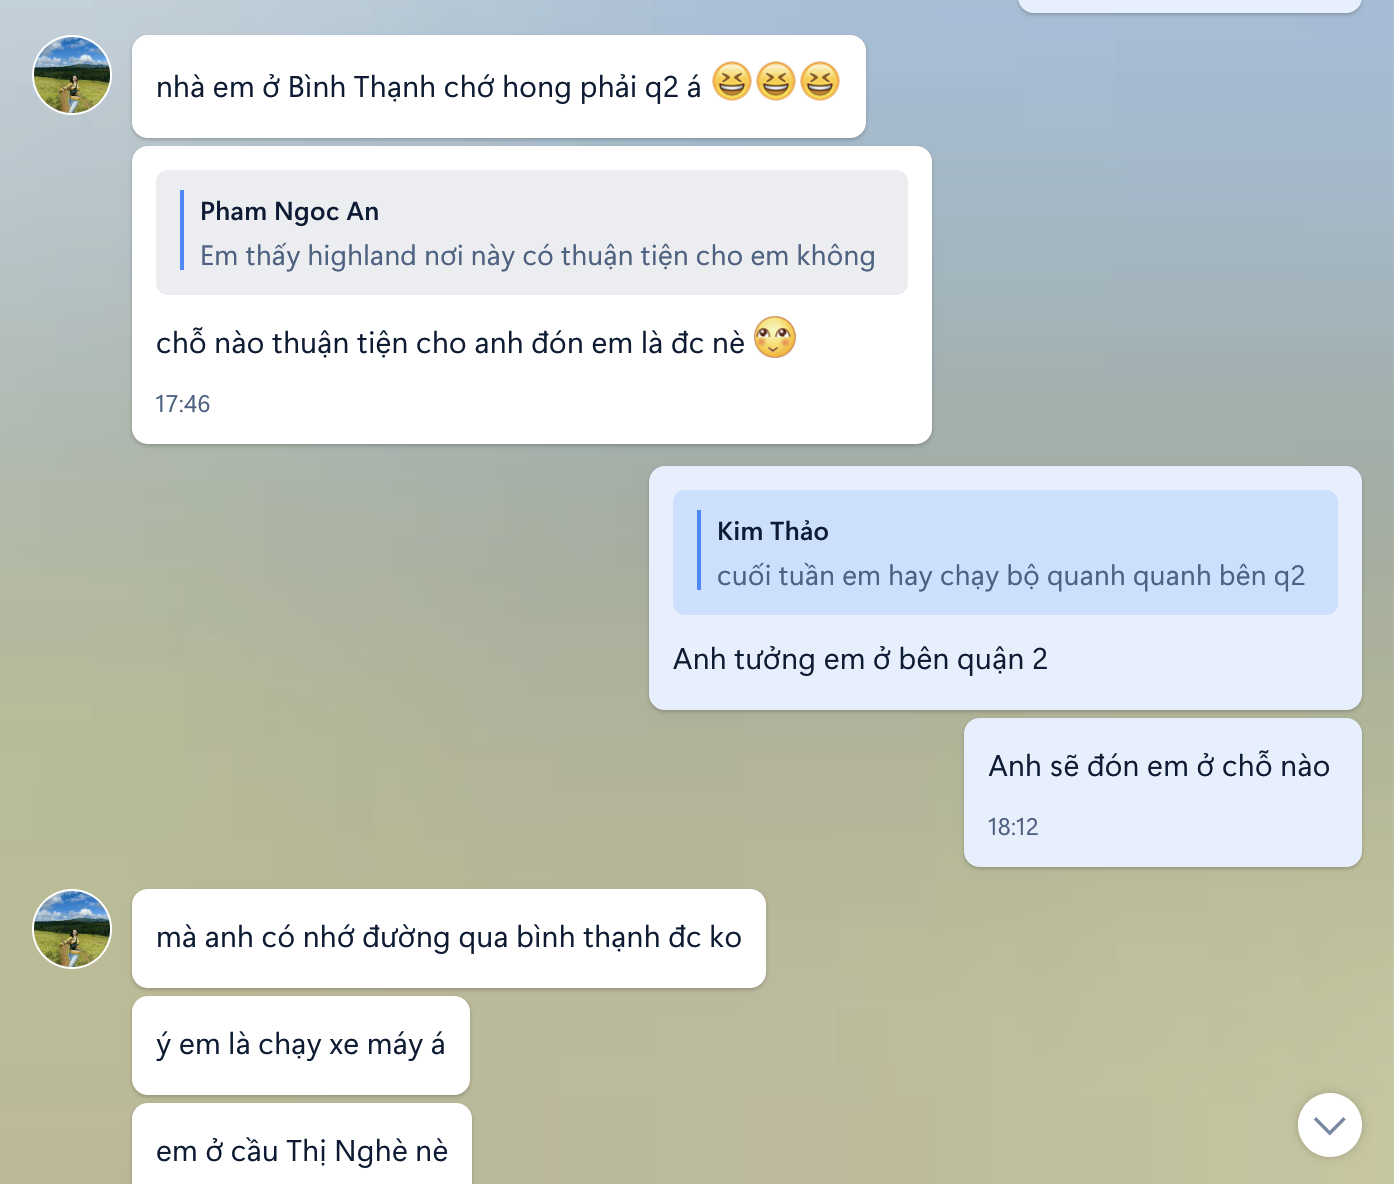 nhà em ở Bình Thạnh chớ hong phải q2 á 😆😆😆
Pham Ngoc An
Em thấy highland nơi này có thuận tiện cho em không
chỗ nào thuận tiện cho anh đón em là đc nè 🙄
17:46
Kim Thảo
cuối tuần em hay chạy bộ quanh quanh bên q2
Anh tưởng em ở bên quận 2
Anh sẽ đón em ở chỗ nào
18:12
mà anh có nhớ đường qua bình thạnh đc ko
ý em là chạy xe máy á
em ở cầu Thị Nghè nè